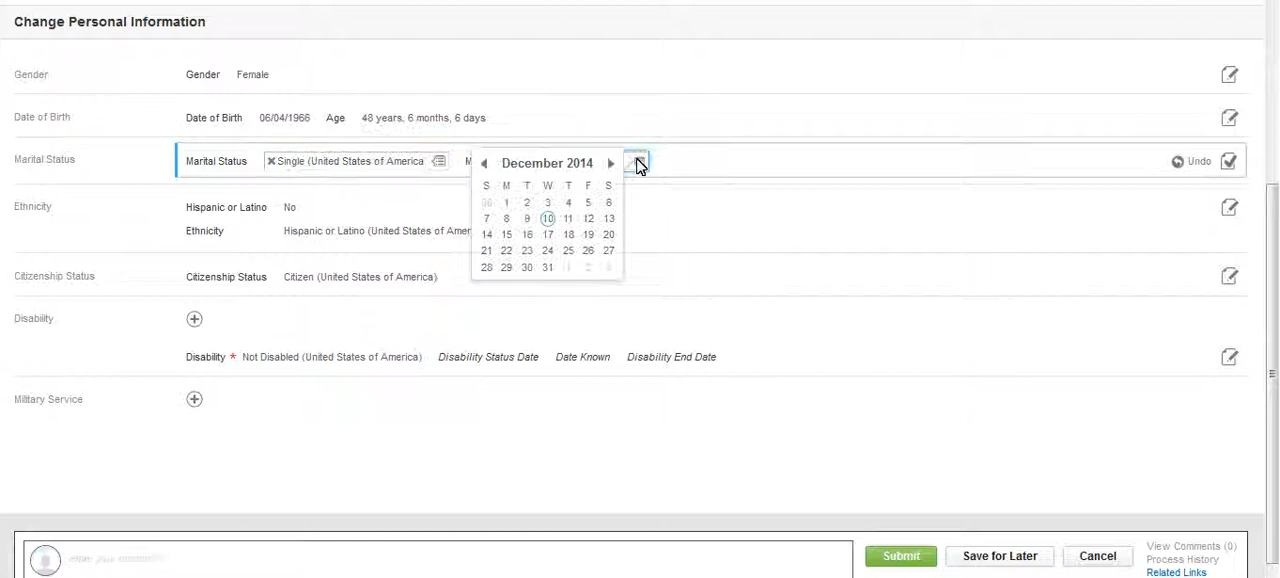 Change Personal Information
Gender Gender Female
Date of Birth Date of Birth 06/04/1966 Age 48 years, 6 months, 6 days
Marital Status Marital Status Single (United States of America M Undo
December 2014
S M T W T F S
1 2 3 4 5 6
7 8 9 10 11 12 13
14 15 16 17 18 19 20
21 22 23 24 25 26 27
28 29 30 31
Ethnicity Hispanic or Latino No
Ethnicity Hispanic or Latino (United States of Amer
Citizenship Status Citizenship Status Citizen (United States of America)
Disability
Disability * Not Disabled (United States of America) Disability Status Date Date Known Disability End Date
Military Service
enter your comment
Submit Save for Later Cancel
View Comments (0)
Process History
Related Links